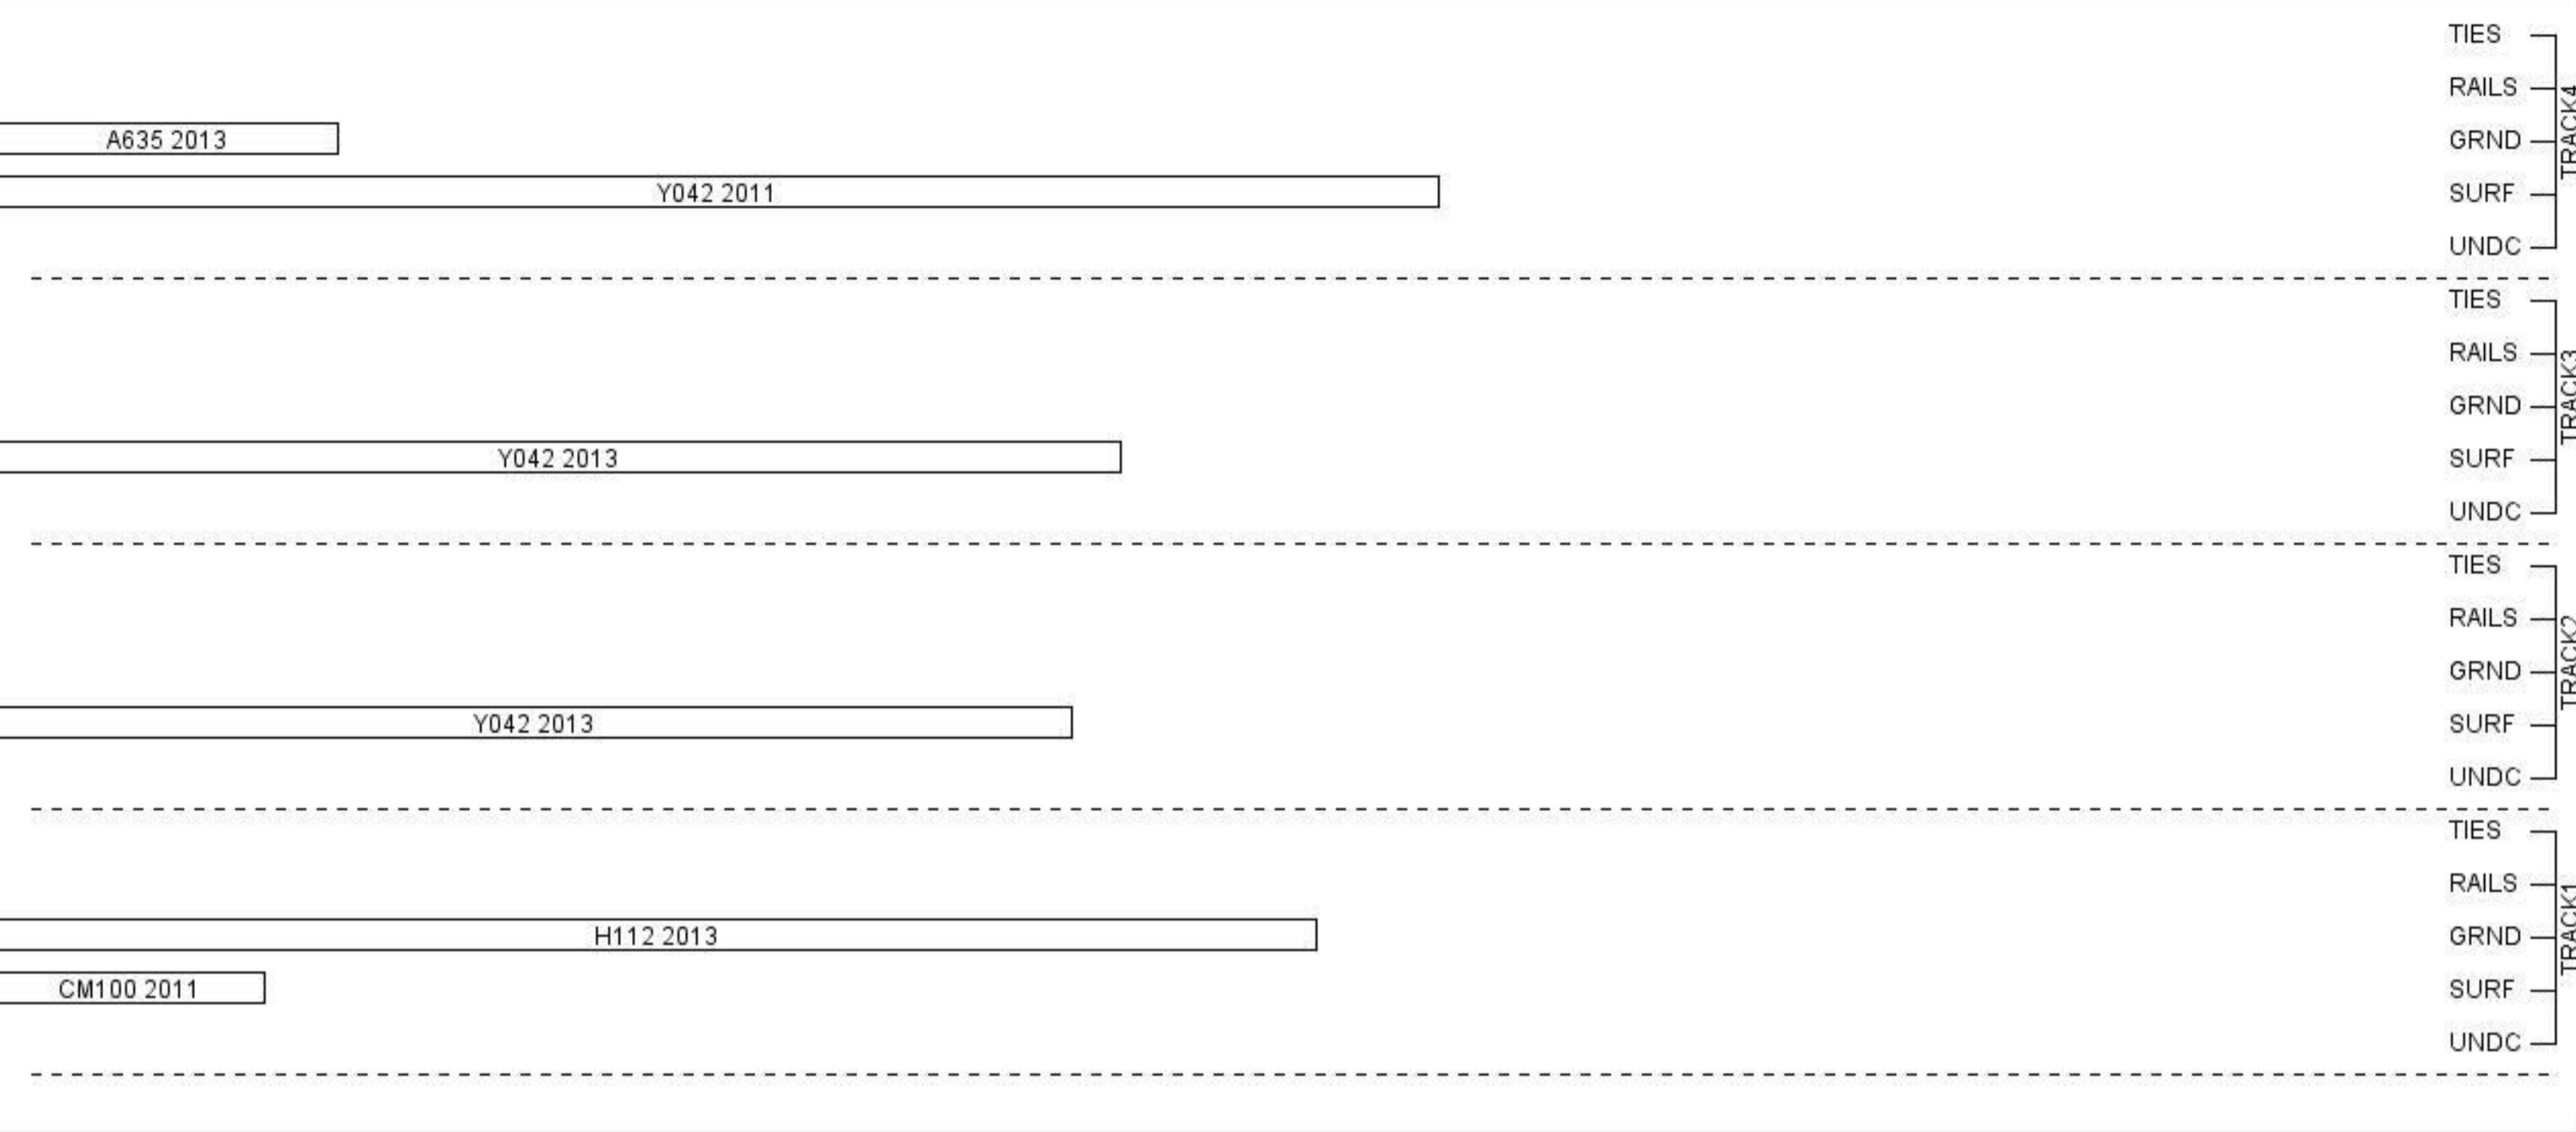 TIES
RAILS
A635 2013 GRND
Y042 2011 SURF
UNDC
TRACK4
TIES
RAILS
GRND
Y042 2013 SURF
UNDC
TRACK3
TIES
RAILS
GRND
Y042 2013 SURF
UNDC
TRACK2
TIES
RAILS
H112 2013 GRND
CM100 2011 SURF
UNDC
TRACK1